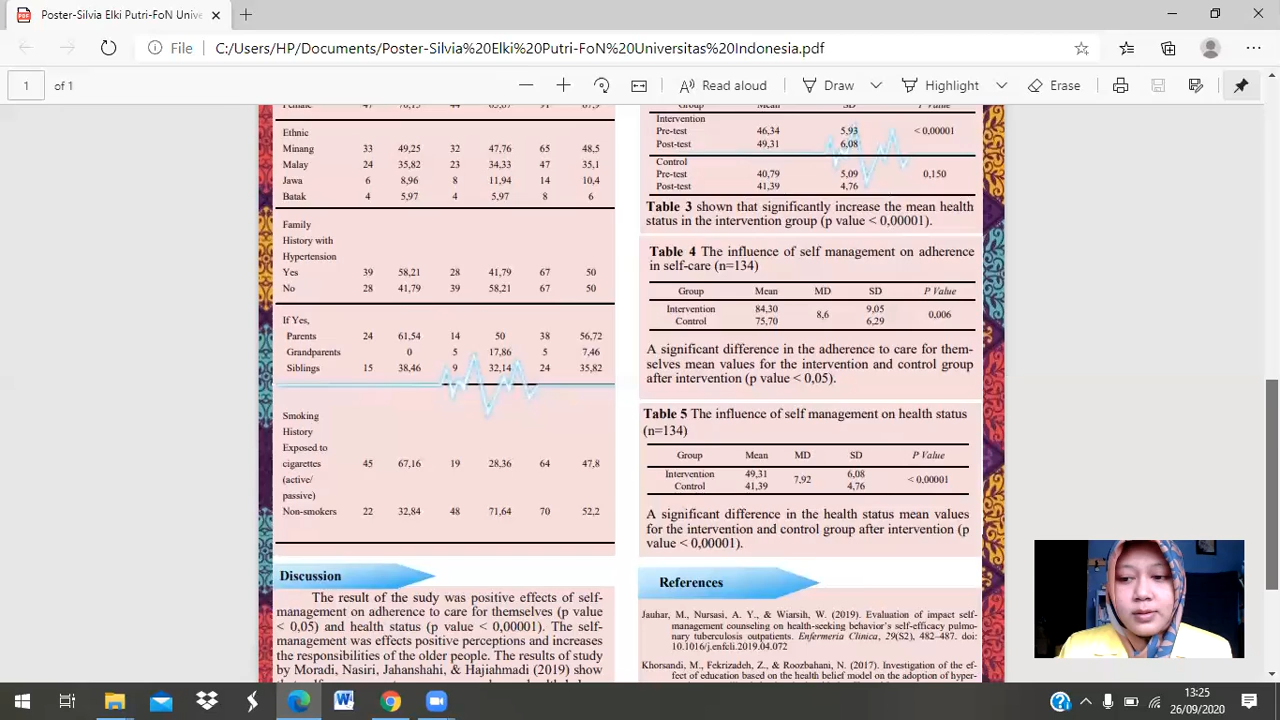 Poster-Silvia Elki Putri-FoN Unive
File C:/Users/HP/Documents/Poster-Silvia%20Elki%20Putri-FoN%20Universitas%20Indonesia.pdf
1 of 1 Read aloud Draw Highlight Erase
Female 47 70,15 44 65,67 91 67,9
Ethnic
Minang 33 49,25 32 47,76 65 48,5
Malay 24 35,82 23 34,33 47 35,1
Jawa 6 8,96 8 11,94 14 10,4
Batak 4 5,97 4 5,97 8 6
Family
History with
Hypertension
Yes 39 58,21 28 41,79 67 50
No 28 41,79 39 58,21 67 50
If Yes,
Parents 24 61,54 14 50 38 56,72
Grandparents 0 5 17,86 5 7,46
Siblings 15 38,46 9 32,14 24 35,82
Smoking
History
Exposed to
cigarettes 45 67,16 19 28,36 64 47,8
(active/
passive)
Non-smokers 22 32,84 48 71,64 70 52,2
Discussion
The result of the sudy was positive effects of self-
management on adherence to care for themselves (p value
< 0,05) and health status (p value < 0,00001). The self-
management was effects positive perceptions and increases
the responsibilities of the older people. The results of study
by Moradi, Nasiri, Jahanshahi, & Hajiahmadi (2019) show
Group Mean SD P Value
Intervention
Pre-test 46,34 5,93 < 0,00001
Post-test 49,31 6,08
Control
Pre-test 40,79 5,09 0,150
Post-test 41,39 4,76
Table 3 shown that significantly increase the mean health
status in the intervention group (p value < 0,00001).
Table 4 The influence of self management on adherence
in self-care (n=134)
Group Mean MD SD P Value
Intervention 84,30 8,6 9,05 0,006
Control 75,70 6,29
A significant difference in the adherence to care for them-
selves mean values for the intervention and control group
after intervention (p value < 0,05).
Table 5 The influence of self management on health status
(n=134)
Group Mean MD SD P Value
Intervention 49,31 7,92 6,08 < 0,00001
Control 41,39 4,76
A significant difference in the health status mean values
for the intervention and control group after intervention (p
value < 0,00001).
References
Jauhar, M., Nursasi, A. Y., & Wiarsih, W. (2019). Evaluation of impact self-
management counseling on health-seeking behavior's self-efficacy pulmo-
nary tuberculosis outpatients. Enfermeria Clinica, 29(S2), 482–487. doi:
10.1016/j.enfcli.2019.04.072
Khorsandi, M., Fekrizadeh, Z., & Roozbahani, N. (2017). Investigation of the ef-
fect of education based on the health belief model on the adoption of hyper-
13:25
26/09/2020